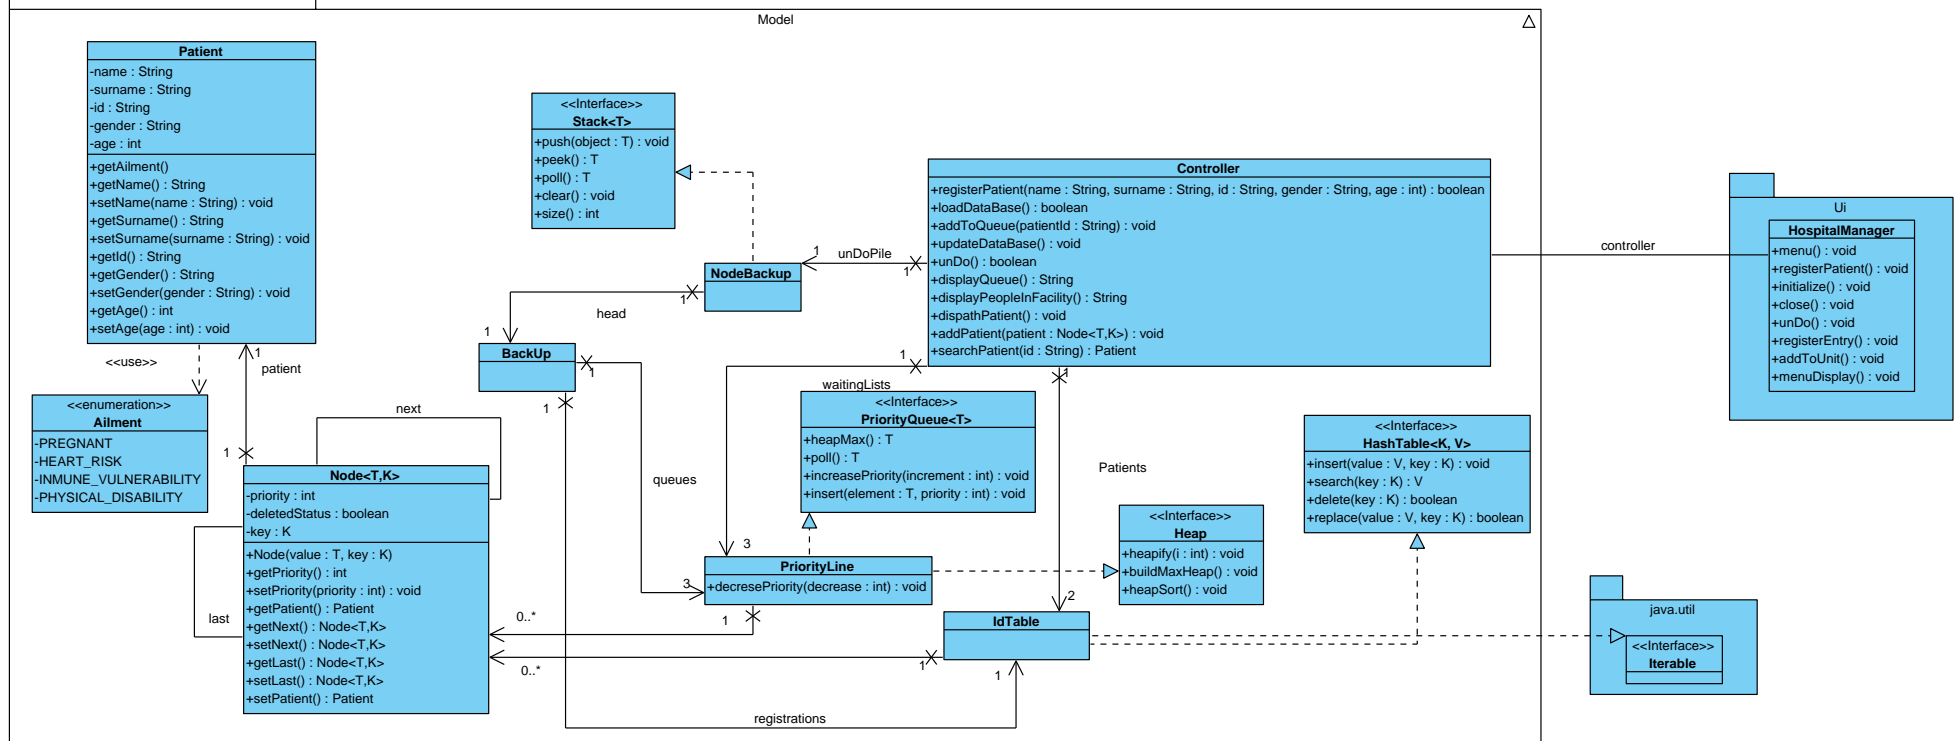 Model
Patient
-name : String
-surname : String
-id : String
-gender : String
-age : int
+getAilment()
+getName() : String
+setName(name : String) : void
+getSurname() : String
+setSurname(surname : String) : void
+getId() : String
+getGender() : String
+setGender(gender : String) : void
+getAge() : int
+setAge(age : int) : void
<<use>>
1
patient
1
<<enumeration>>
Ailment
-PREGNANT
-HEART_RISK
-INMUNE_VULNERABILITY
-PHYSICAL_DISABILITY
next
last
Node<T,K>
-priority : int
-deletedStatus : boolean
-key : K
+Node(value : T, key : K)
+getPriority() : int
+setPriority(priority : int) : void
+getPatient() : Patient
+getNext() : Node<T,K>
+setNext() : Node<T,K>
+getLast() : Node<T,K>
+setLast() : Node<T,K>
+setPatient() : Patient
<<Interface>>
Stack<T>
+push(object : T) : void
+peek() : T
+poll() : T
+clear() : void
+size() : int
NodeBackup
1
unDoPile
1
1
head
1
BackUp
1
1
queues
3
registrations
1
Controller
+registerPatient(name : String, surname : String, id : String, gender : String, age : int) : boolean
+loadDataBase() : boolean
+addToQueue(patientId : String) : void
+updateDataBase() : void
+unDo() : boolean
+displayQueue() : String
+displayPeopleInFacility() : String
+dispathPatient() : void
+addPatient(patient : Node<T,K>) : void
+searchPatient(id : String) : Patient
1
waitingLists
3
1
Patients
2
<<Interface>>
PriorityQueue<T>
+heapMax() : T
+poll() : T
+increasePriority(increment : int) : void
+insert(element : T, priority : int) : void
PriorityLine
+decresePriority(decrease : int) : void
1
0..*
<<Interface>>
Heap
+heapify(i : int) : void
+buildMaxHeap() : void
+heapSort() : void
IdTable
1
0..*
<<Interface>>
HashTable<K, V>
+insert(value : V, key : K) : void
+search(key : K) : V
+delete(key : K) : boolean
+replace(value : V, key : K) : boolean
controller
Ui
HospitalManager
+menu() : void
+registerPatient() : void
+initialize() : void
+close() : void
+unDo() : void
+registerEntry() : void
+addToUnit() : void
+menuDisplay() : void
java.util
<<Interface>>
Iterable